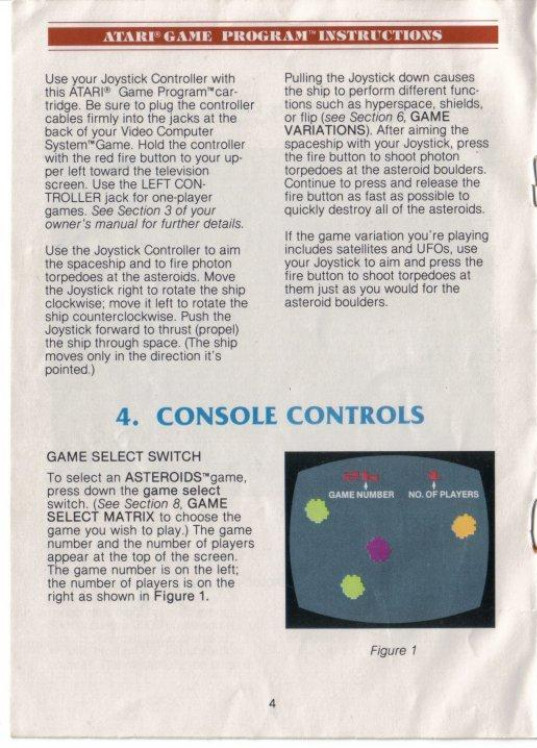 ATARI® GAME PROGRAM™ INSTRUCTIONS
Use your Joystick Controller with
this ATARI® Game Program™ car-
tridge. Be sure to plug the controller
cables firmly into the jacks at the
back of your Video Computer
System™ Game. Hold the controller
with the red fire button to your up-
per left toward the television
screen. Use the LEFT CON-
TROLLER jack for one-player
games. See Section 3 of your
owner's manual for further details.
Use the Joystick Controller to aim
the spaceship and to fire photon
torpedoes at the asteroids. Move
the Joystick right to rotate the ship
clockwise; move it left to rotate the
ship counterclockwise. Push the
Joystick forward to thrust (propel)
the ship through space. (The ship
moves only in the direction it's
pointed.)
Pulling the Joystick down causes
the ship to perform different func-
tions such as hyperspace, shields,
or flip (see Section 6, GAME
VARIATIONS). After aiming the
spaceship with your Joystick, press
the fire button to shoot photon
torpedoes at the asteroid boulders.
Continue to press and release the
fire button as fast as possible to
quickly destroy all of the asteroids.
If the game variation you're playing
includes satellites and UFOs, use
your Joystick to aim and press the
fire button to shoot torpedoes at
them just as you would for the
asteroid boulders.
4. CONSOLE CONTROLS
GAME SELECT SWITCH
To select an ASTEROIDS™ game,
press down the game select
switch. (See Section 8, GAME
SELECT MATRIX to choose the
game you wish to play.) The game
number and the number of players
appear at the top of the screen.
The game number is on the left;
the number of players is on the
right as shown in Figure 1.
GAME NUMBER NO. OF PLAYERS
Figure 1
4